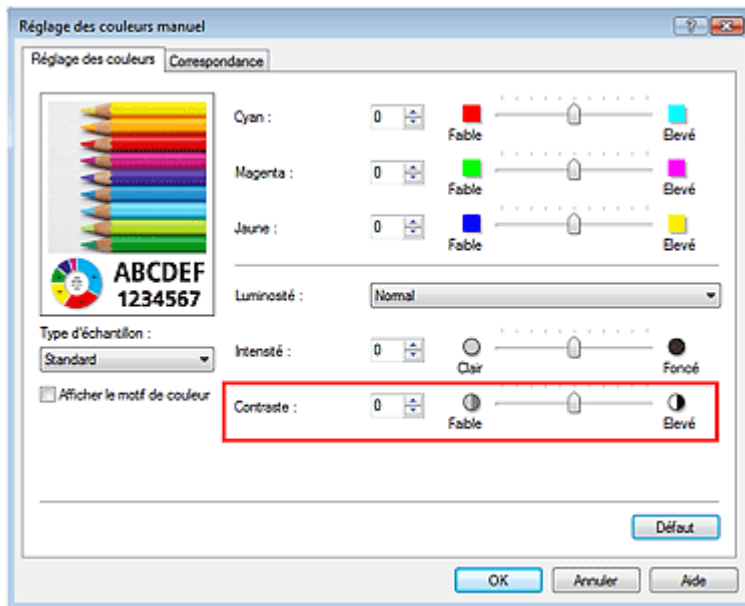 Réglage des couleurs manuel
Réglage des couleurs
Correspondance
ABCDEF
1234567
Type d'échantillon :
Standard
Afficher le motif de couleur
Cyan :
0
Faible
Elevé
Magenta :
0
Faible
Elevé
Jaune :
0
Faible
Elevé
Luminosité :
Normal
Intensité :
0
Clair
Foncé
Contraste :
0
Faible
Elevé
Défaut
OK
Annuler
Aide